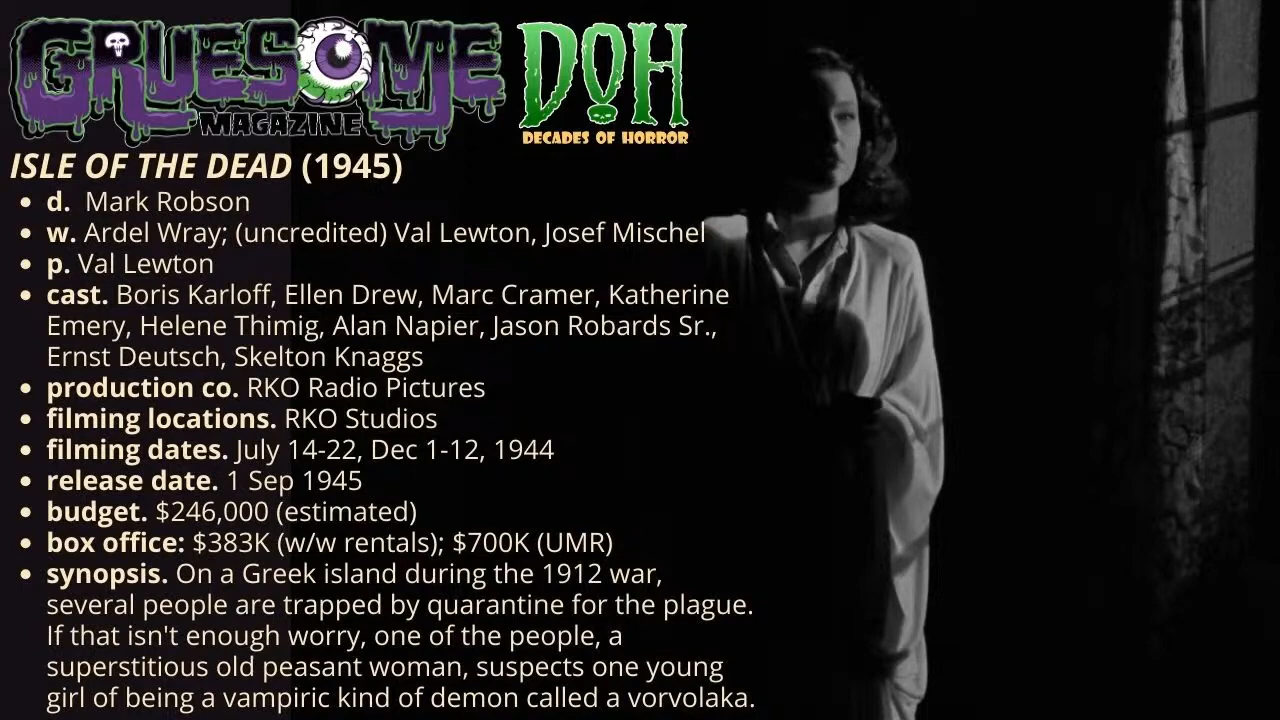 GRUESOME
MAGAZINE
DOH
DECADES OF HORROR
ISLE OF THE DEAD (1945)
• d. Mark Robson
• w. Ardel Wray; (uncredited) Val Lewton, Josef Mischel
• p. Val Lewton
• cast. Boris Karloff, Ellen Drew, Marc Cramer, Katherine
Emery, Helene Thimig, Alan Napier, Jason Robards Sr.,
Ernst Deutsch, Skelton Knaggs
• production co. RKO Radio Pictures
• filming locations. RKO Studios
• filming dates. July 14-22, Dec 1-12, 1944
• release date. 1 Sep 1945
• budget. $246,000 (estimated)
• box office: $383K (w/w rentals); $700K (UMR)
• synopsis. On a Greek island during the 1912 war,
several people are trapped by quarantine for the plague.
If that isn't enough worry, one of the people, a
superstitious old peasant woman, suspects one young
girl of being a vampiric kind of demon called a vorvolaka.